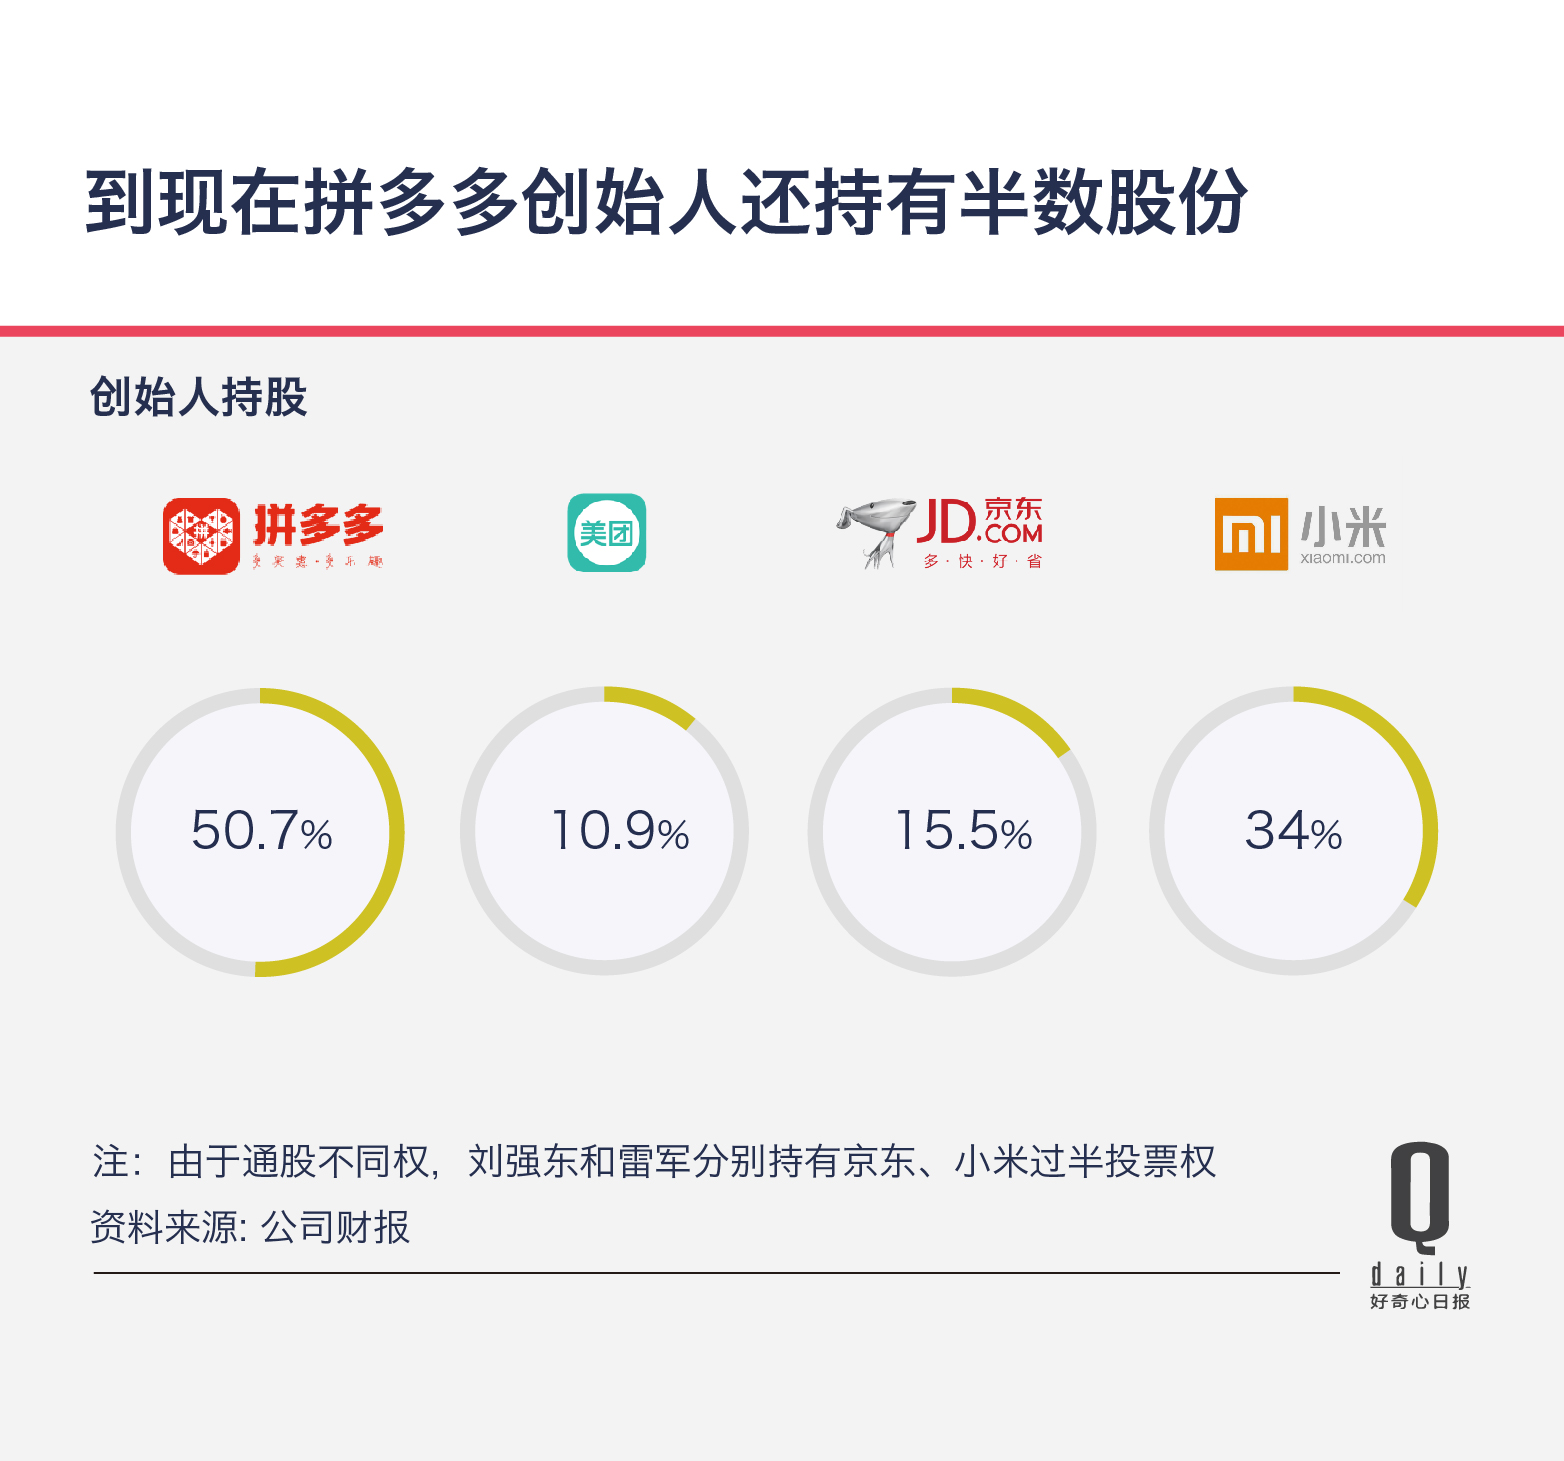 到现在拼多多创始人还持有半数股份
创始人持股
拼 拼多多
美团
JD.COM 京东
多·快·好·省
小米
xiaomi.com
50.7% 10.9% 15.5% 34%
注：由于通股不同权，刘强东和雷军分别持有京东、小米过半投票权
资料来源: 公司财报
Q
daily
好奇心日报